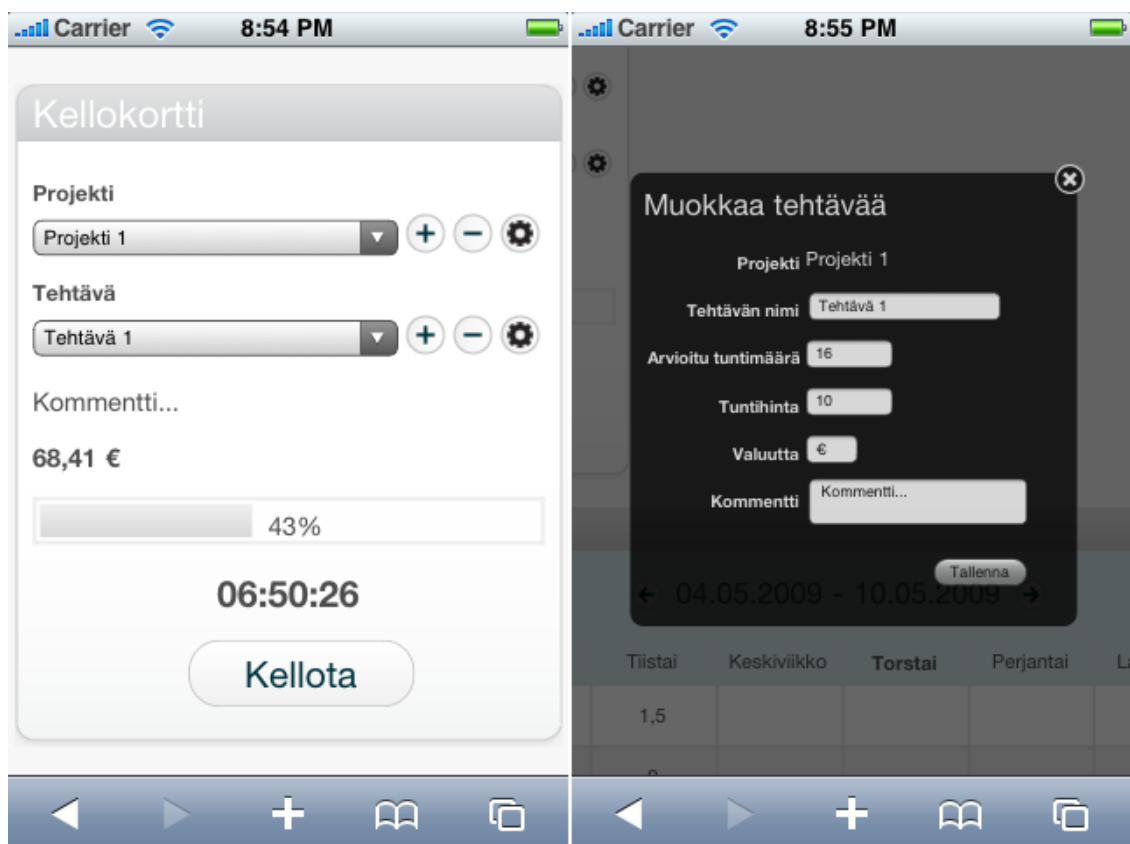 Carrier 8:54 PM
Kellokortti
Projekti
Projekti 1
Tehtävä
Tehtävä 1
Kommentti...
68,41 €
43%
06:50:26
Kellota
Carrier 8:55 PM
Muokkaa tehtävää
Projekti Projekti 1
Tehtävän nimi Tehtävä 1
Arvioitu tuntimäärä 16
Tuntihinta 10
Valuutta €
Kommentti Kommentti...
Tallenna
04.05.2009 - 10.05.2009
Tiistai Keskiviikko Torstai Perjantai
1,5